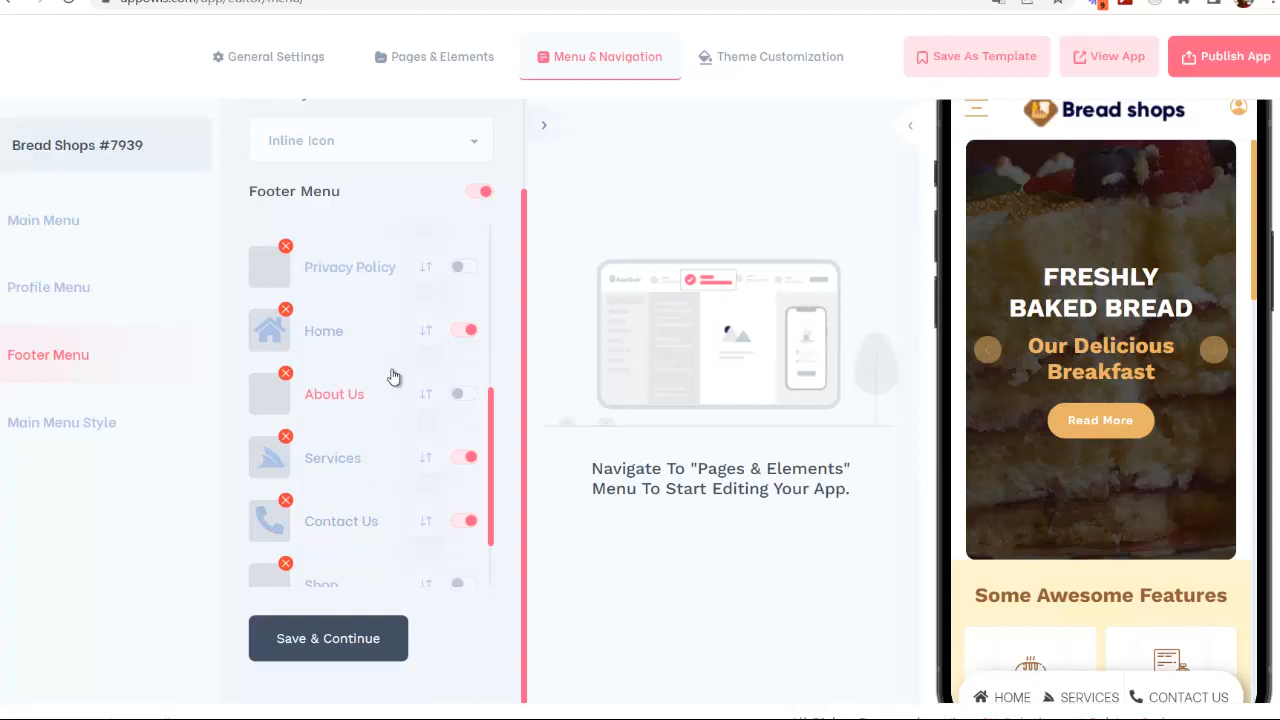 General Settings
Pages & Elements
Menu & Navigation
Theme Customization
Save As Template
View App
Publish App
Bread Shops #7939
Main Menu
Profile Menu
Footer Menu
Main Menu Style
Inline Icon
Footer Menu
Privacy Policy
Home
About Us
Services
Contact Us
Shop
Save & Continue
Navigate To "Pages & Elements"
Menu To Start Editing Your App.
Bread shops
FRESHLY
BAKED BREAD
Our Delicious
Breakfast
Read More
Some Awesome Features
HOME
SERVICES
CONTACT US
9